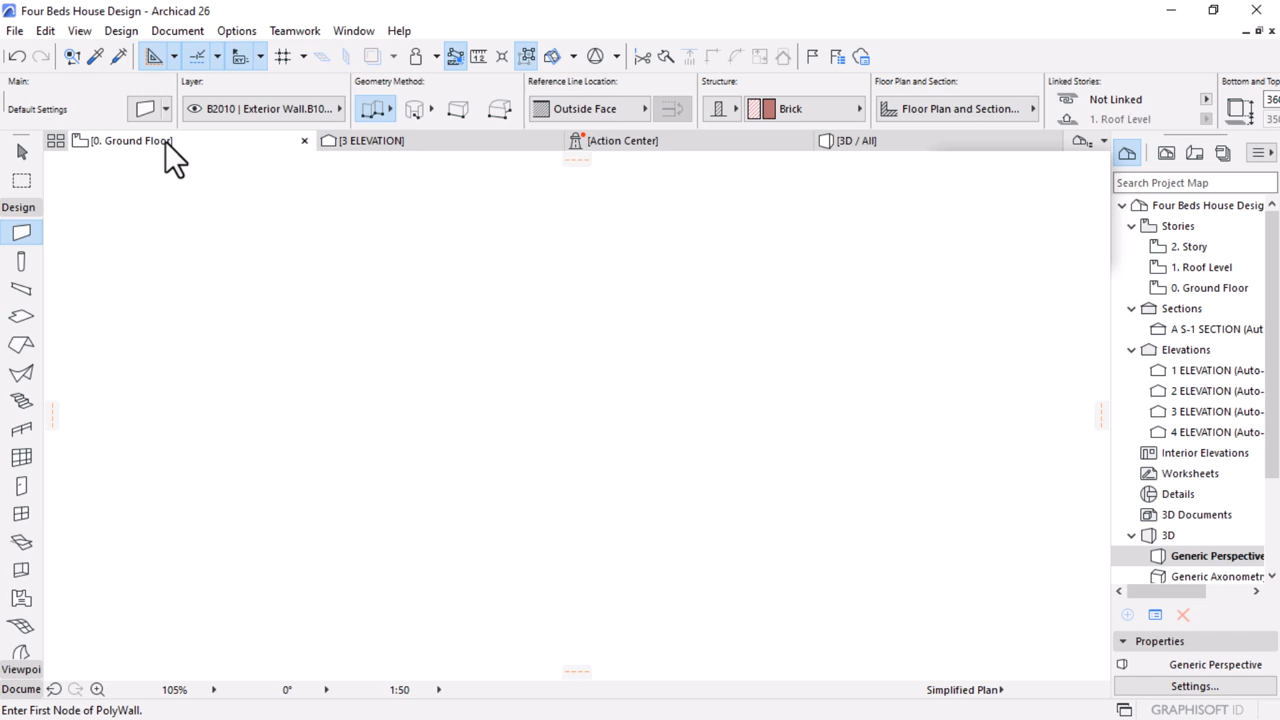 Four Beds House Design - Archicad 26
File Edit View Design Document Options Teamwork Window Help
Main: Layer: Geometry Method: Reference Line Location: Structure: Floor Plan and Section: Linked Stories: Bottom and Top
Default Settings B2010 | Exterior Wall.B10... Outside Face Brick Floor Plan and Section... Not Linked 360
1. Roof Level 350
[0. Ground Floor] [3 ELEVATION] [Action Center] [3D / All]
Search Project Map
Design
Four Beds House Desig
Stories
2. Story
1. Roof Level
0. Ground Floor
Sections
A S-1 SECTION (Aut
Elevations
1 ELEVATION (Auto-
2 ELEVATION (Auto-
3 ELEVATION (Auto-
4 ELEVATION (Auto-
Interior Elevations
Worksheets
Details
3D Documents
3D
Generic Perspective
Generic Axonometr
Properties
Generic Perspective
Settings...
Viewpoi
Docume 105% 0° 1:50 Simplified Plan
Enter First Node of PolyWall. GRAPHISOFT ID